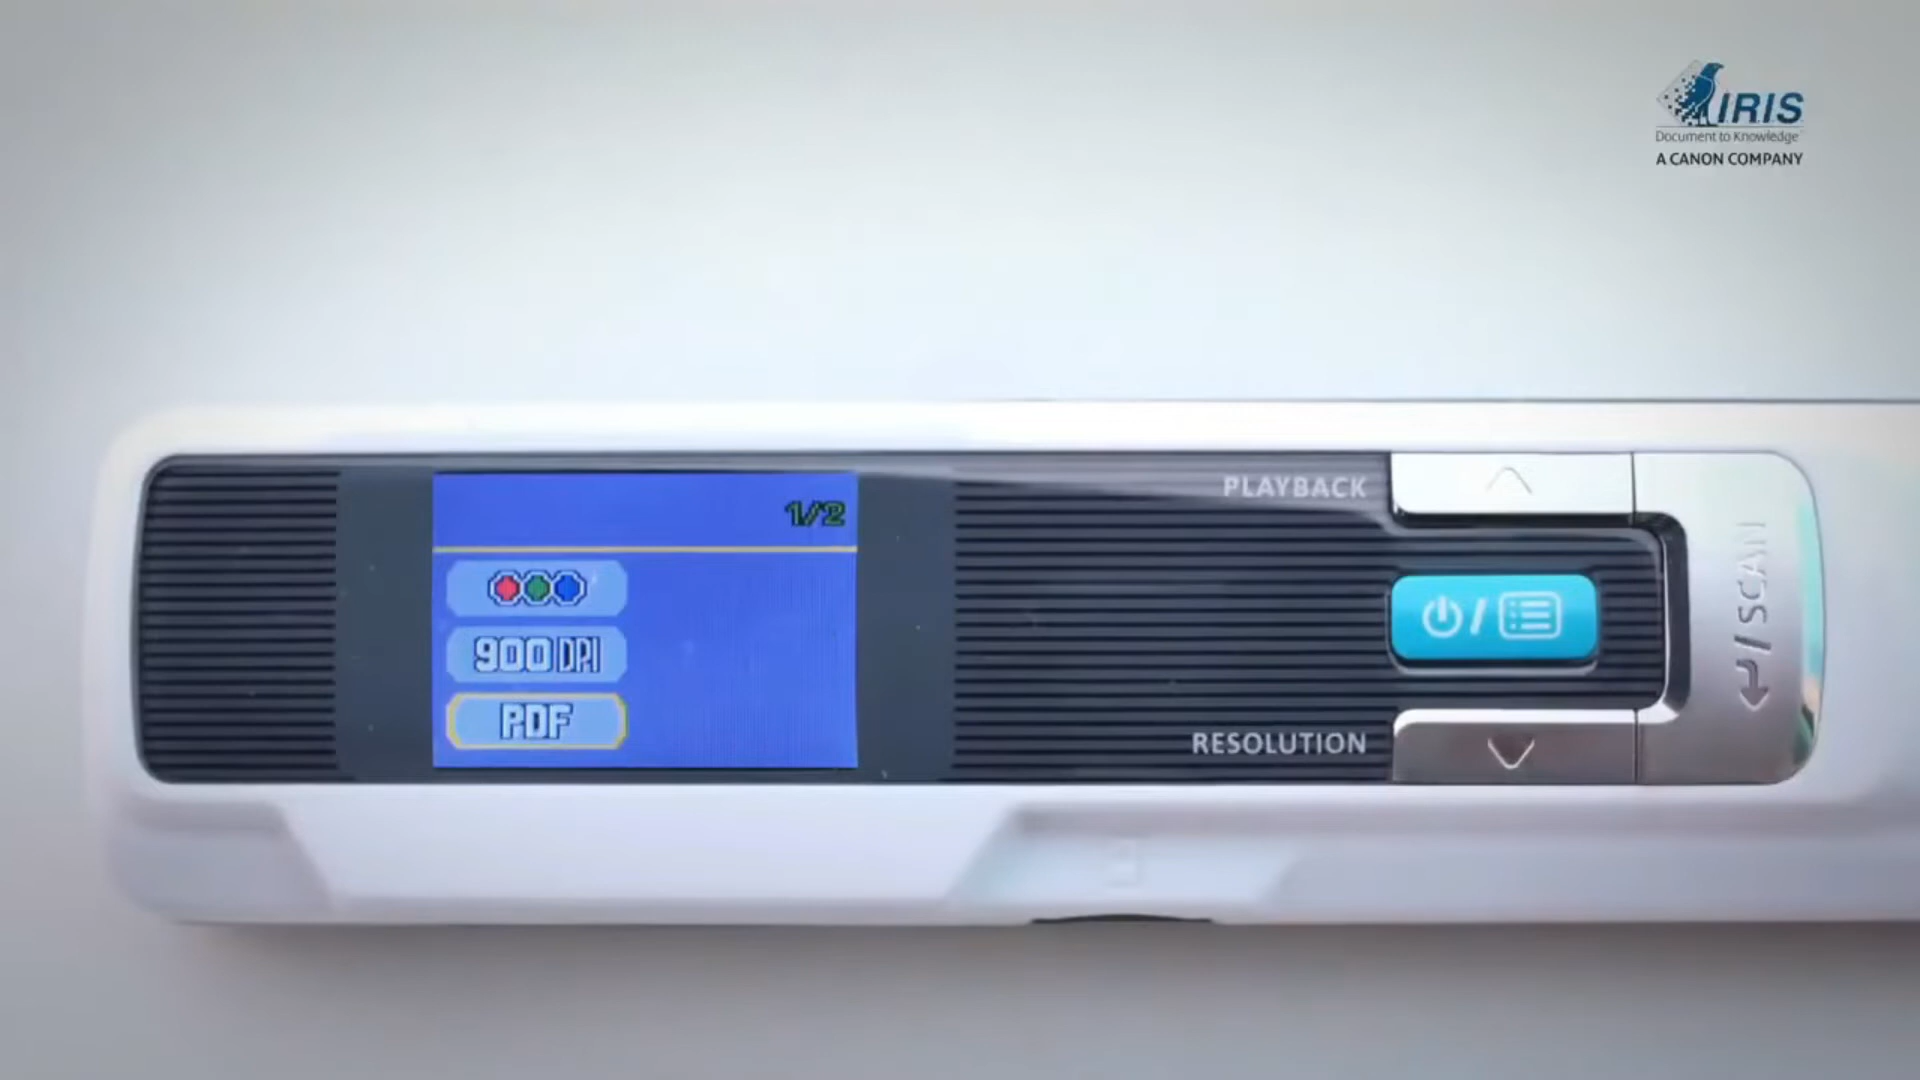 IRIS
Document to Knowledge
A CANON COMPANY
PLAYBACK
1/2
/SCAN
900 DPI
PDF
RESOLUTION